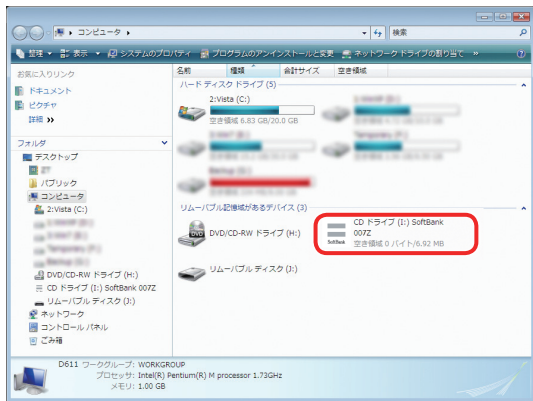 コンピュータ
検索
整理 表示 システムのプロパティ プログラムのアンインストールと変更 ネットワーク ドライブの割り当て »
お気に入りリンク
ドキュメント
ピクチャ
詳細 »
フォルダ
デスクトップ
パブリック
コンピュータ
2:Vista (C:)
DVD/CD-RW ドライブ (H:)
CD ドライブ (I:) SoftBank 007Z
リムーバブル ディスク (J:)
ネットワーク
コントロール パネル
ごみ箱
名前 種類 合計サイズ 空き領域
ハード ディスク ドライブ (5)
2:Vista (C:)
空き領域 6.83 GB/20.0 GB
リムーバブル記憶域があるデバイス (3)
DVD/CD-RW ドライブ (H:)
SoftBank
CD ドライブ (I:) SoftBank
007Z
空き領域 0 バイト/6.92 MB
リムーバブル ディスク (J:)
D611 ワークグループ: WORKGROUP
プロセッサ: Intel(R) Pentium(R) M processor 1.73GHz
メモリ: 1.00 GB